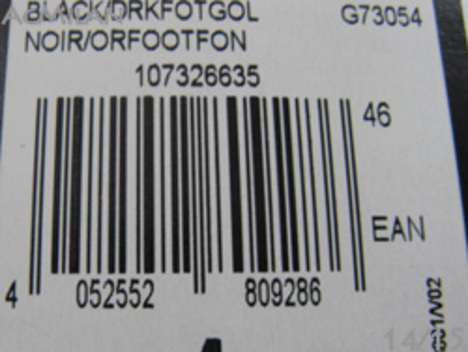 BLACK/DRKFOTGOL G73054
NOIR/ORFOOTFON
107326635
46
EAN
4 052552 809286